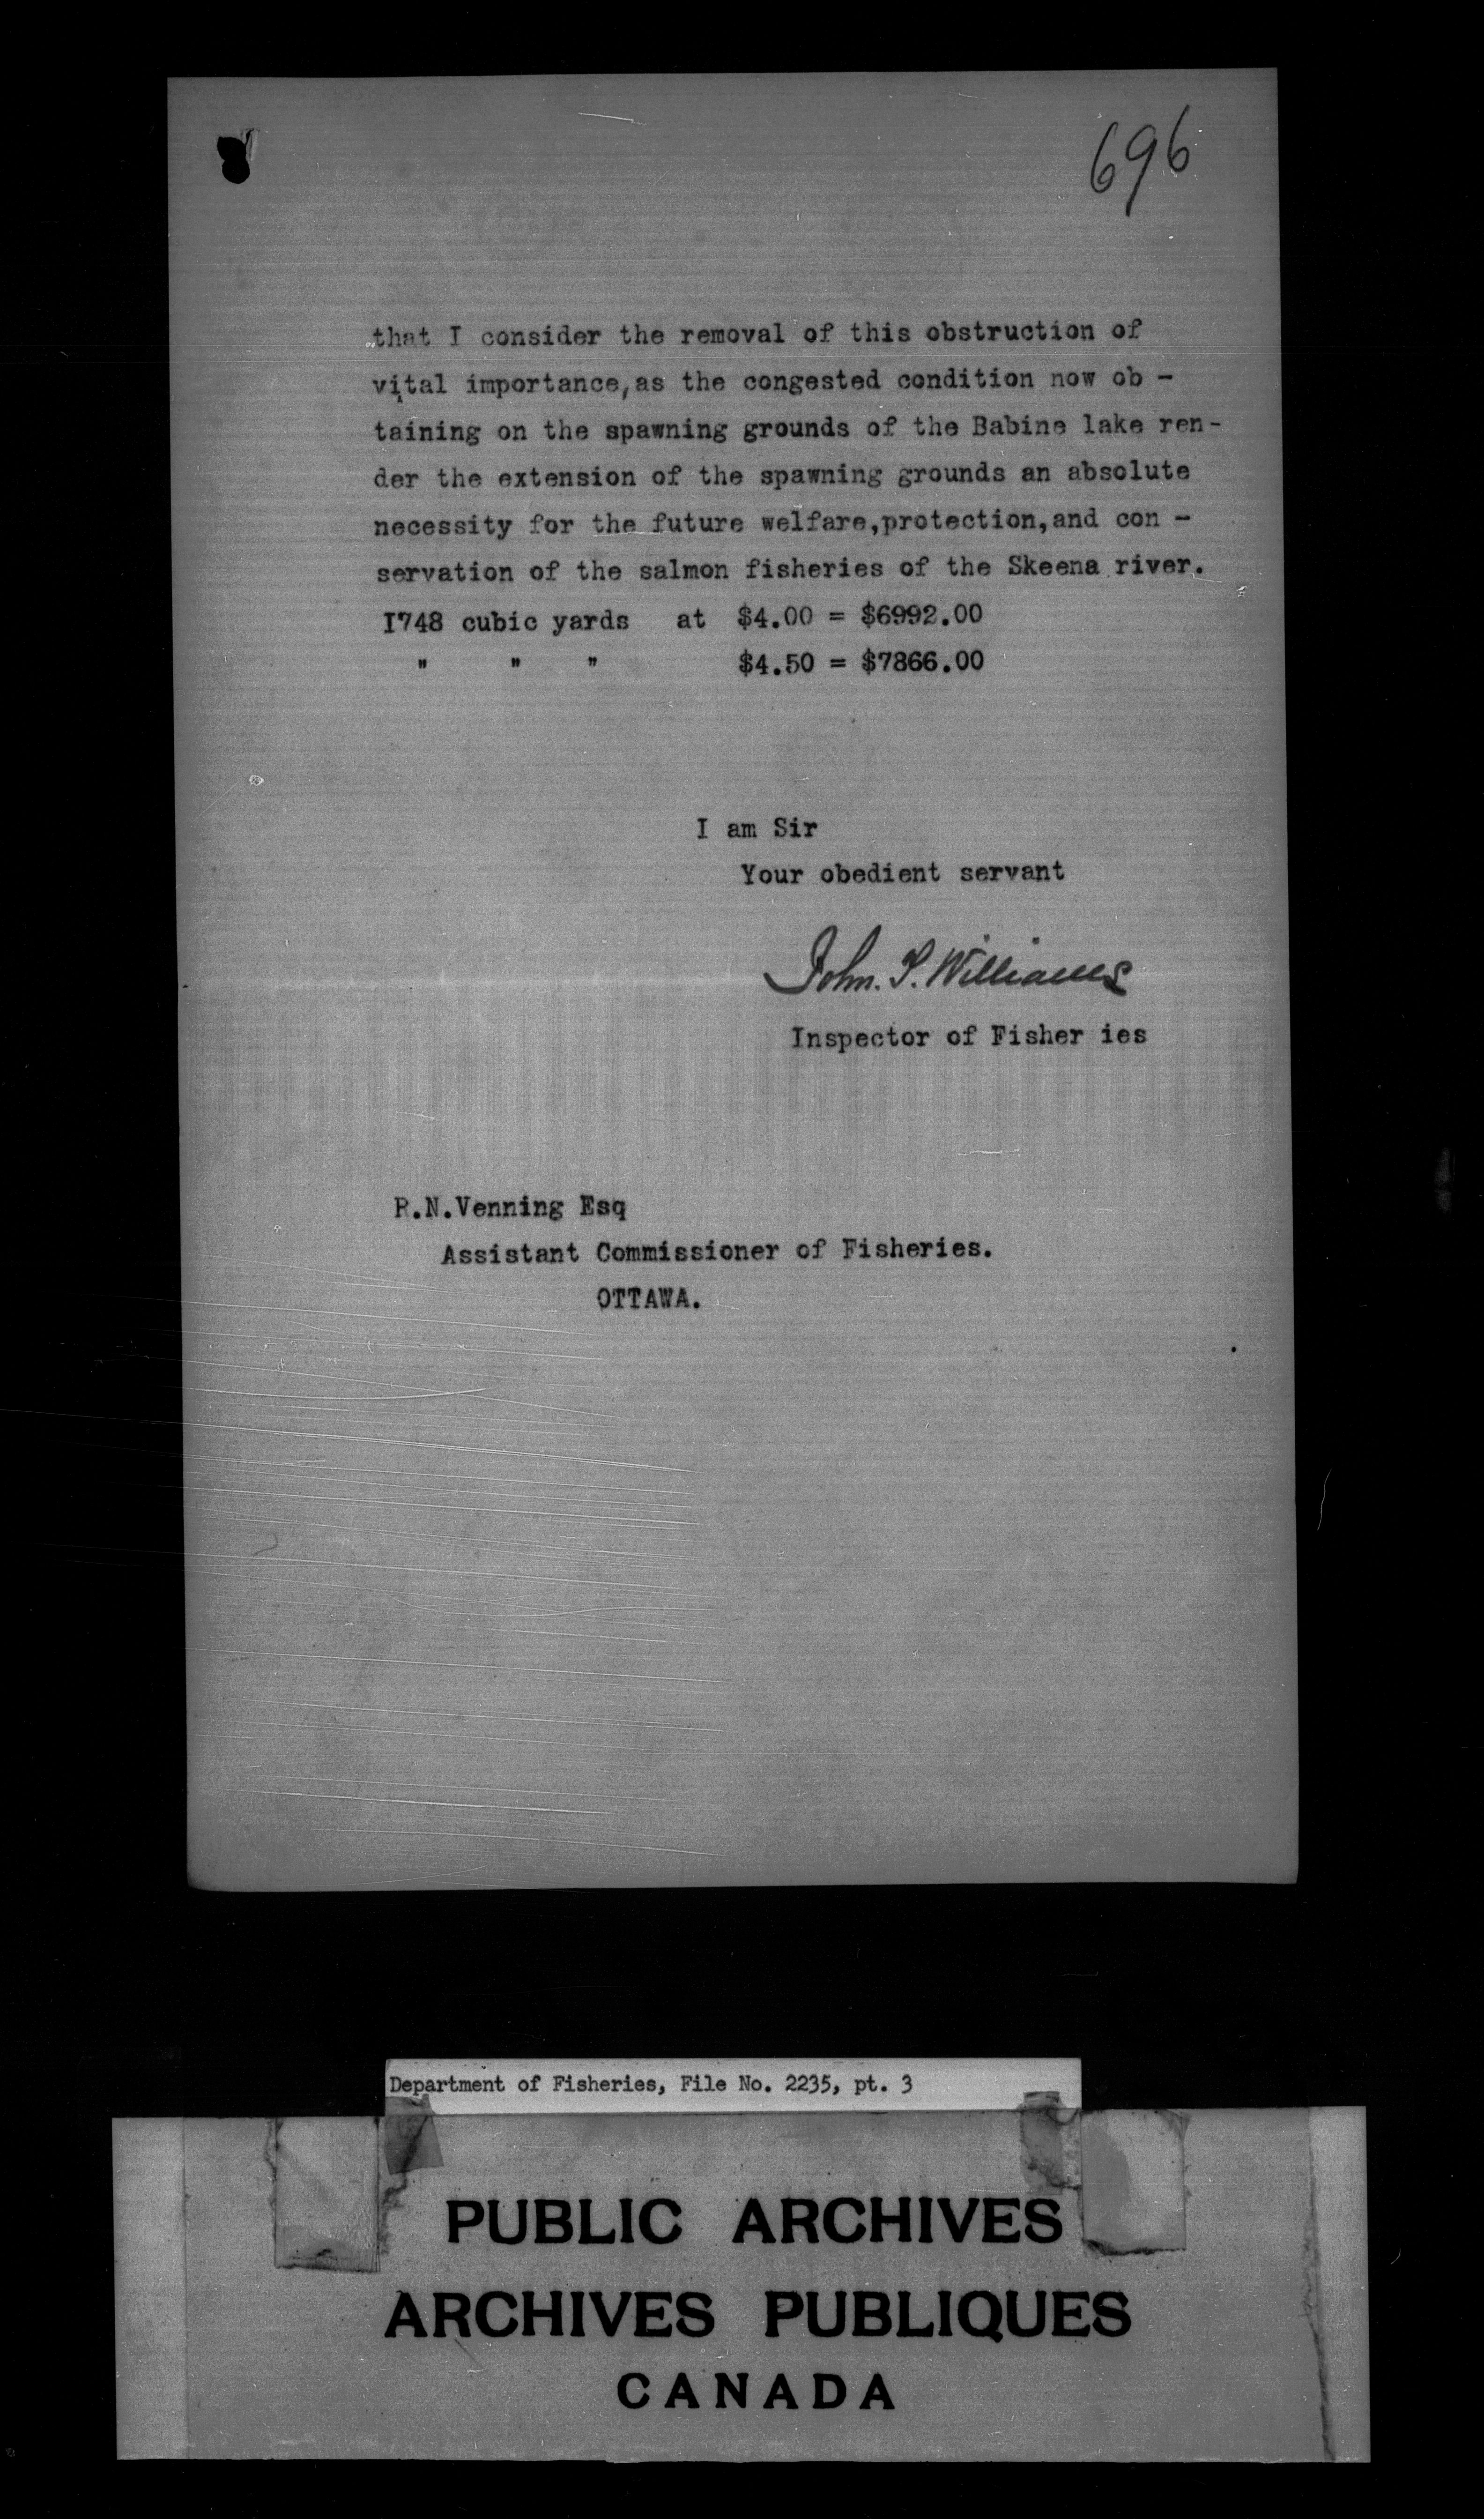 696
that I consider the removal of this obstruction of
vital importance,as the congested condition now ob -
taining on the spawning grounds of the Babine lake ren-
der the extension of the spawning grounds an absolute
necessity for the future welfare,protection,and con -
servation of the salmon fisheries of the Skeena river.
I748 cubic yards at $4.00 = $6992.00
" " " $4.50 = $7866.00
I am Sir
Your obedient servant
John. T. Williams
Inspector of Fisher ies
R.N.Venning Esq
Assistant Commissioner of Fisheries.
OTTAWA.
Department of Fisheries, File No. 2235, pt. 3
PUBLIC ARCHIVES
ARCHIVES PUBLIQUES
CANADA